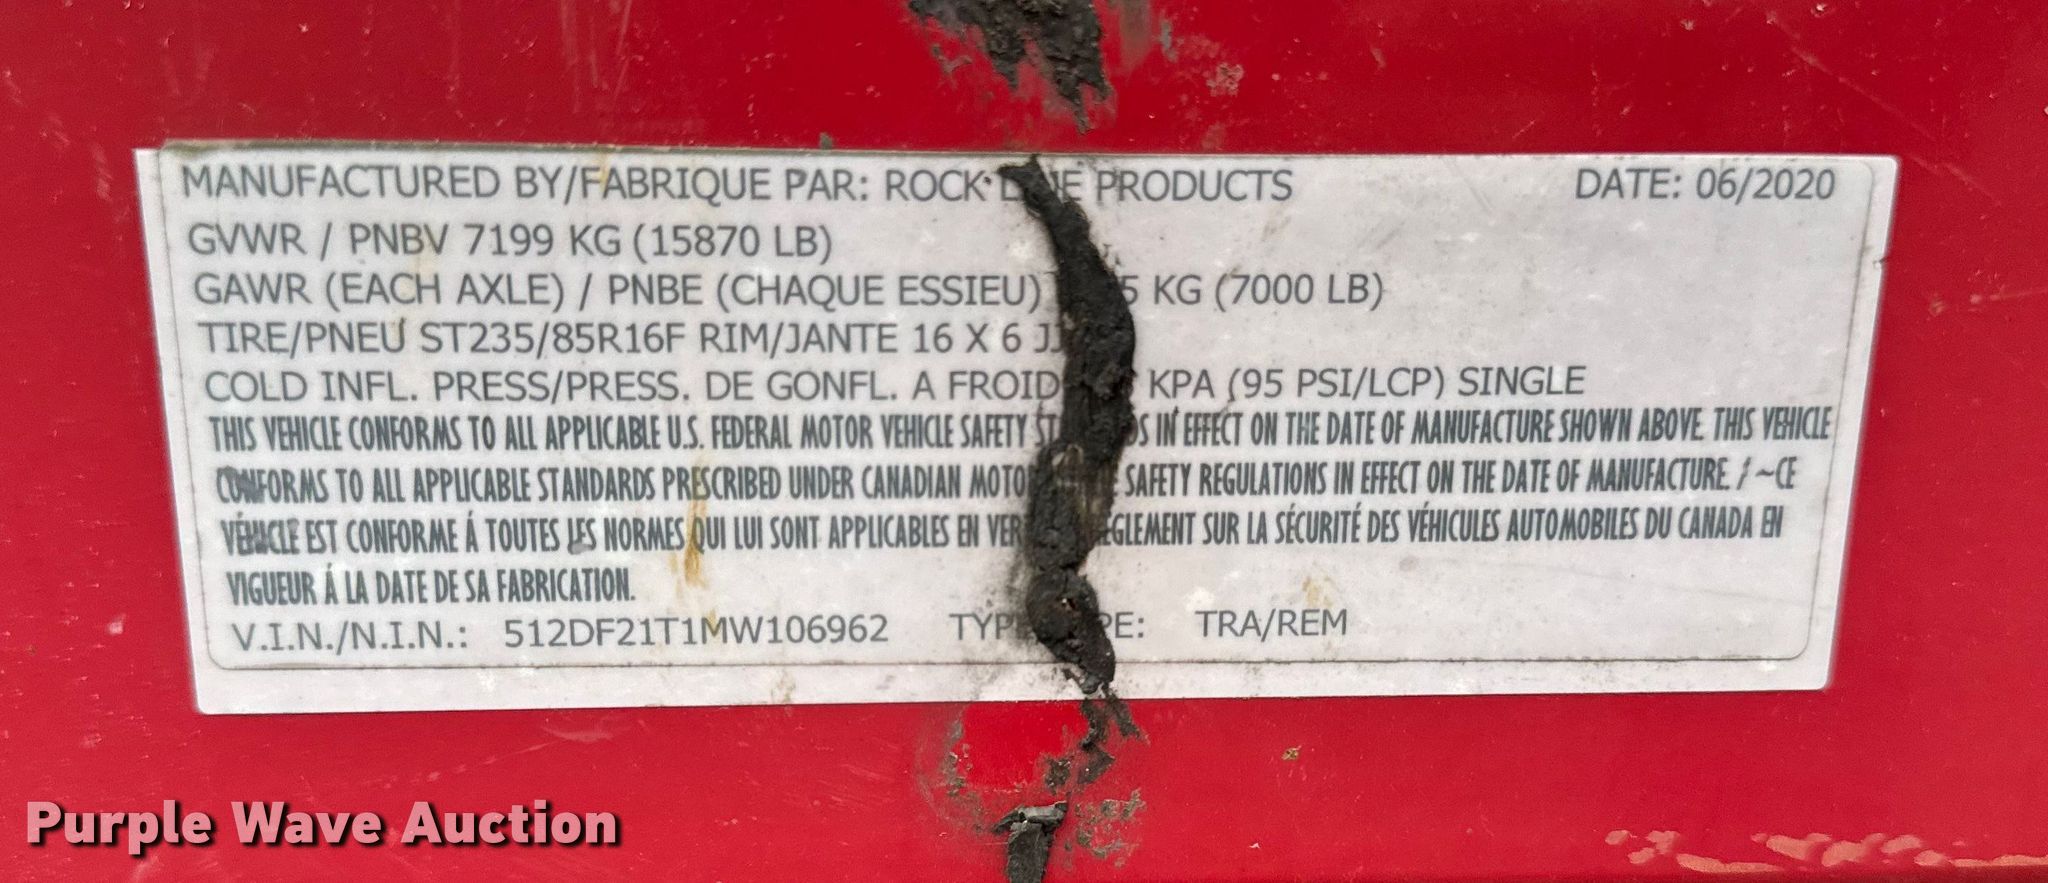 MANUFACTURED BY/FABRIQUE PAR: ROCK PRODUCTS DATE: 06/2020
GVWR / PNBV 7199 KG (15870 LB)
GAWR (EACH AXLE) / PNBE (CHAQUE ESSIEU) KG (7000 LB)
TIRE/PNEU ST235/85R16F RIM/JANTE 16 X 6
COLD INFL. PRESS/PRESS. DE GONFL. A FROID KPA (95 PSI/LCP) SINGLE
THIS VEHICLE CONFORMS TO ALL APPLICABLE U.S. FEDERAL MOTOR VEHICLE SAFETY IN EFFECT ON THE DATE OF MANUFACTURE SHOWN ABOVE. THIS VEHICLE
CONFORMS TO ALL APPLICABLE STANDARDS PRESCRIBED UNDER CANADIAN MOTOR SAFETY REGULATIONS IN EFFECT ON THE DATE OF MANUFACTURE. / ~CE
VÉHICLE EST CONFORME Á TOUTES LES NORMES QUI LUI SONT APPLICABLES EN SUR LA SÉCURITÉ DES VÉHICULES AUTOMOBILES DU CANADA EN
VIGUEUR Á LA DATE DE SA FABRICATION.
V.I.N./N.I.N.: 512DF21T1MW106962 TRA/REM
Purple Wave Auction